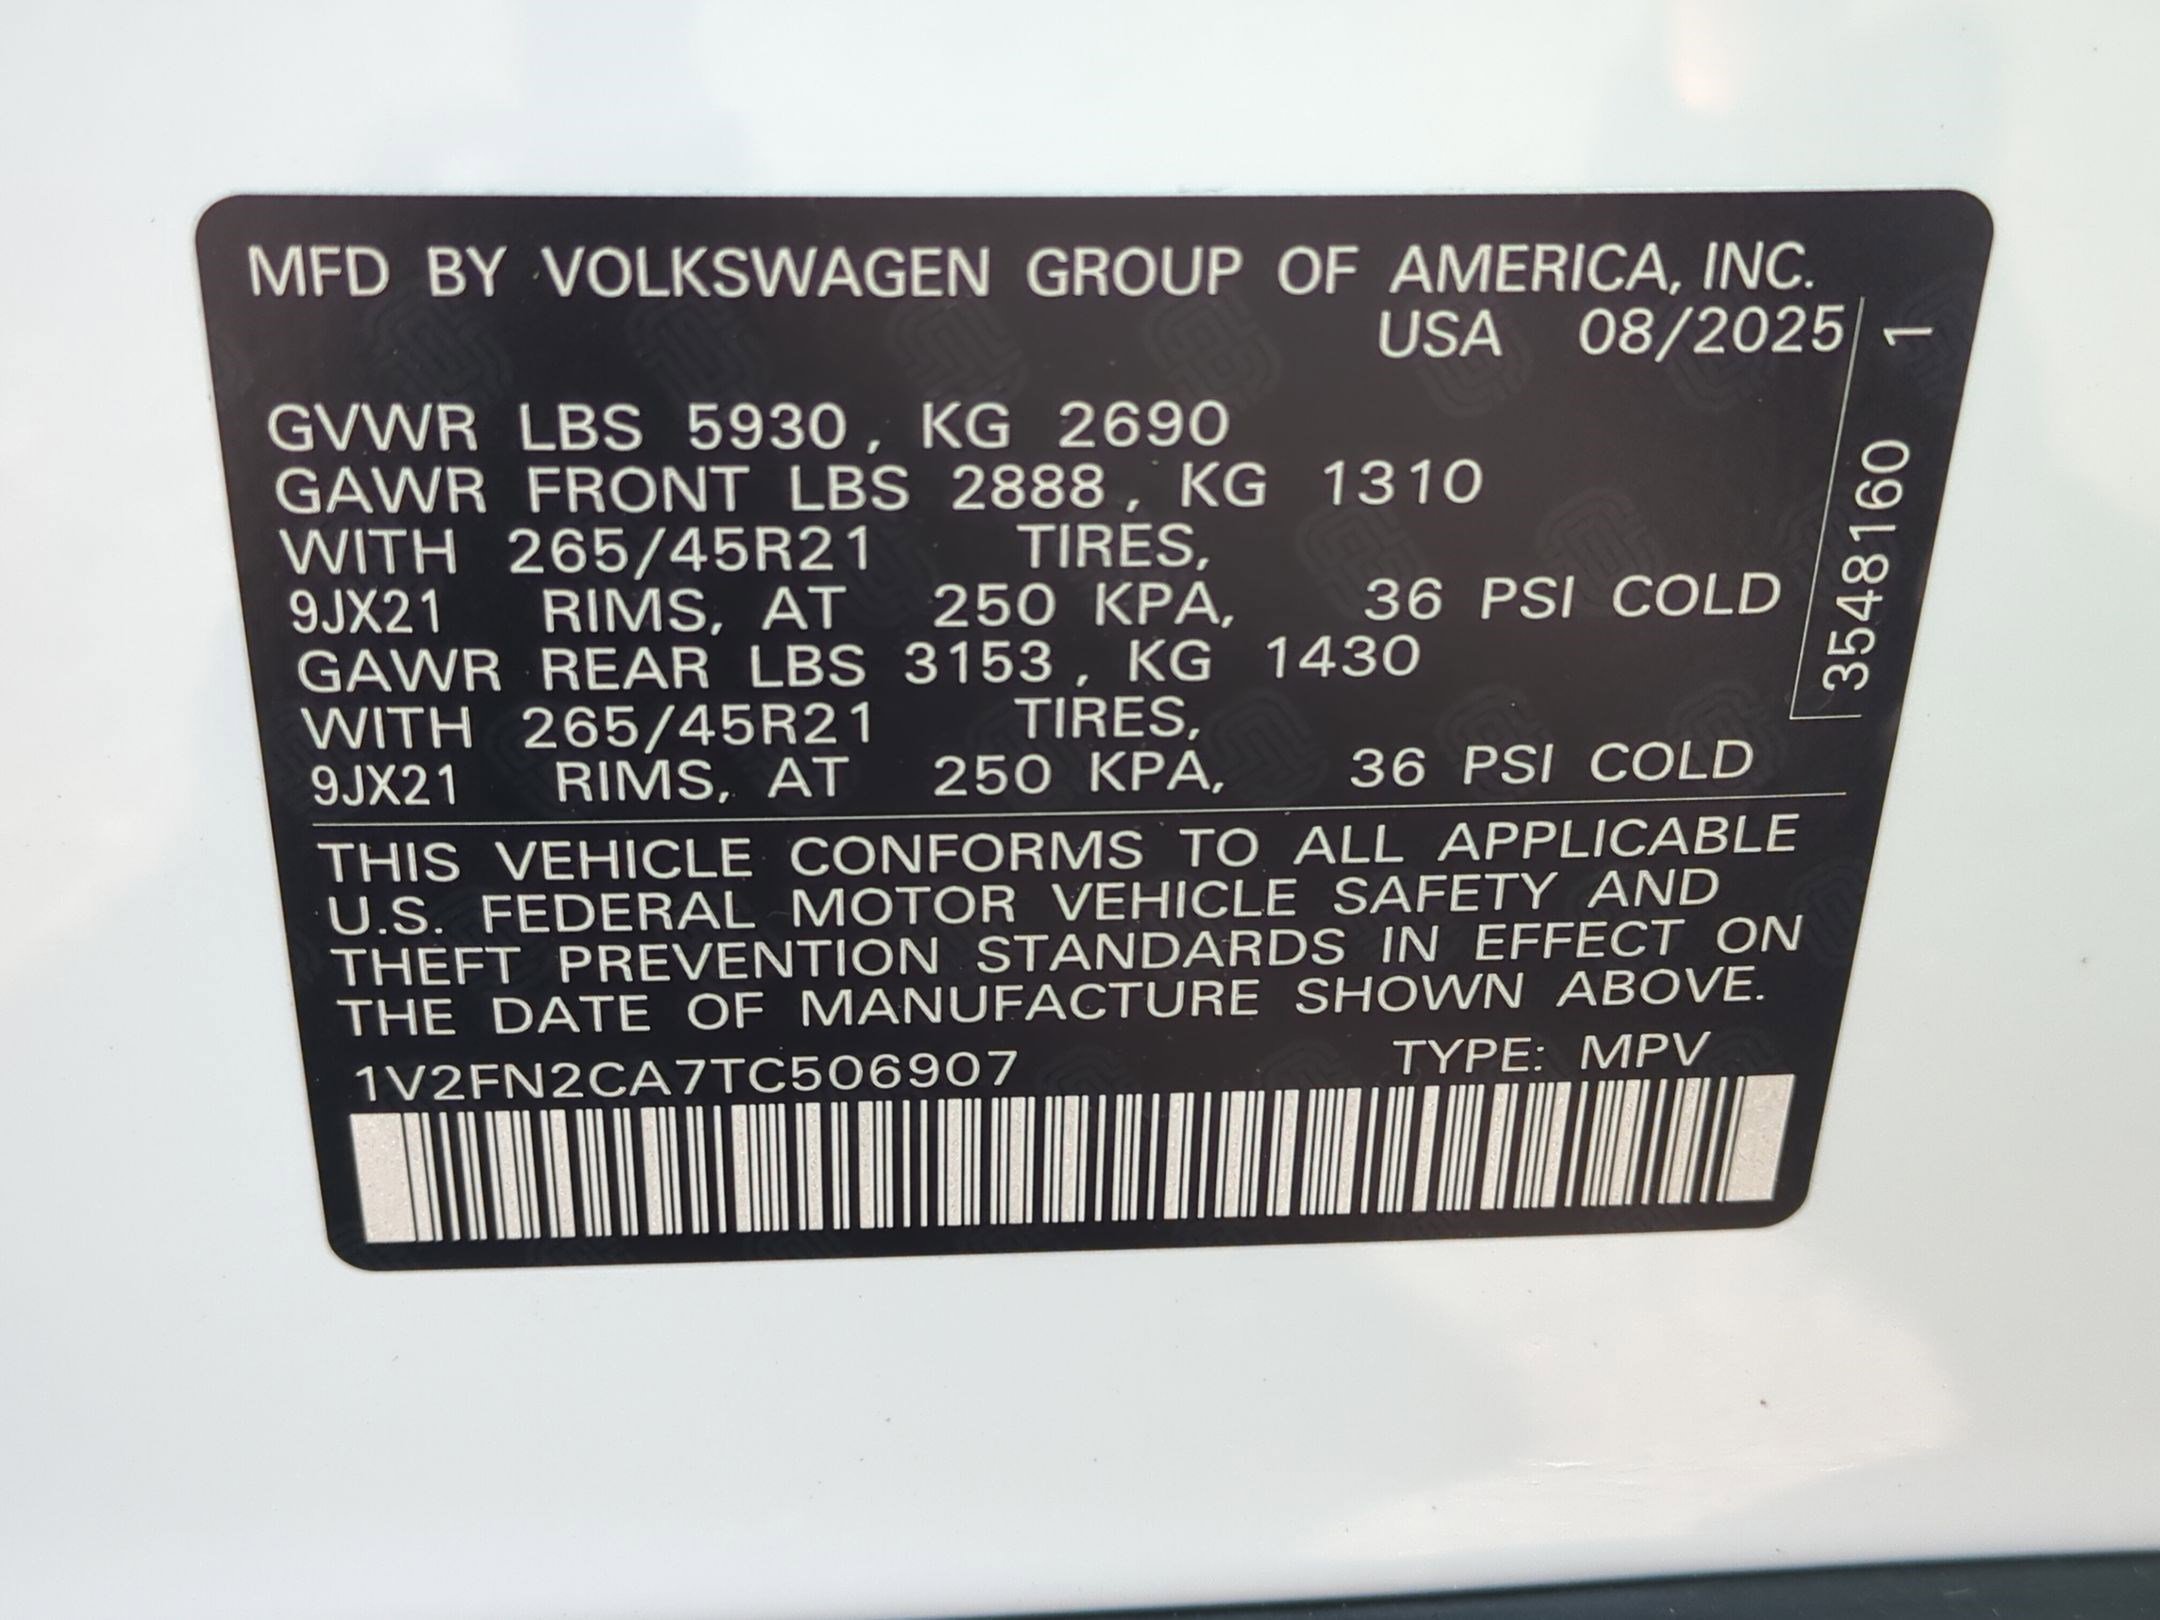 MFD BY VOLKSWAGEN GROUP OF AMERICA, INC.
USA 08/2025
GVWR LBS 5930, KG 2690
GAWR FRONT LBS 2888, KG 1310
WITH 265/45R21 TIRES,
9JX21 RIMS, AT 250 KPA, 36 PSI COLD
GAWR REAR LBS 3153, KG 1430
WITH 265/45R21 TIRES,
9JX21 RIMS, AT 250 KPA, 36 PSI COLD
THIS VEHICLE CONFORMS TO ALL APPLICABLE
U.S. FEDERAL MOTOR VEHICLE SAFETY AND
THEFT PREVENTION STANDARDS IN EFFECT ON
THE DATE OF MANUFACTURE SHOWN ABOVE.
1V2FN2CA7TC506907 TYPE: MPV
3548160 1